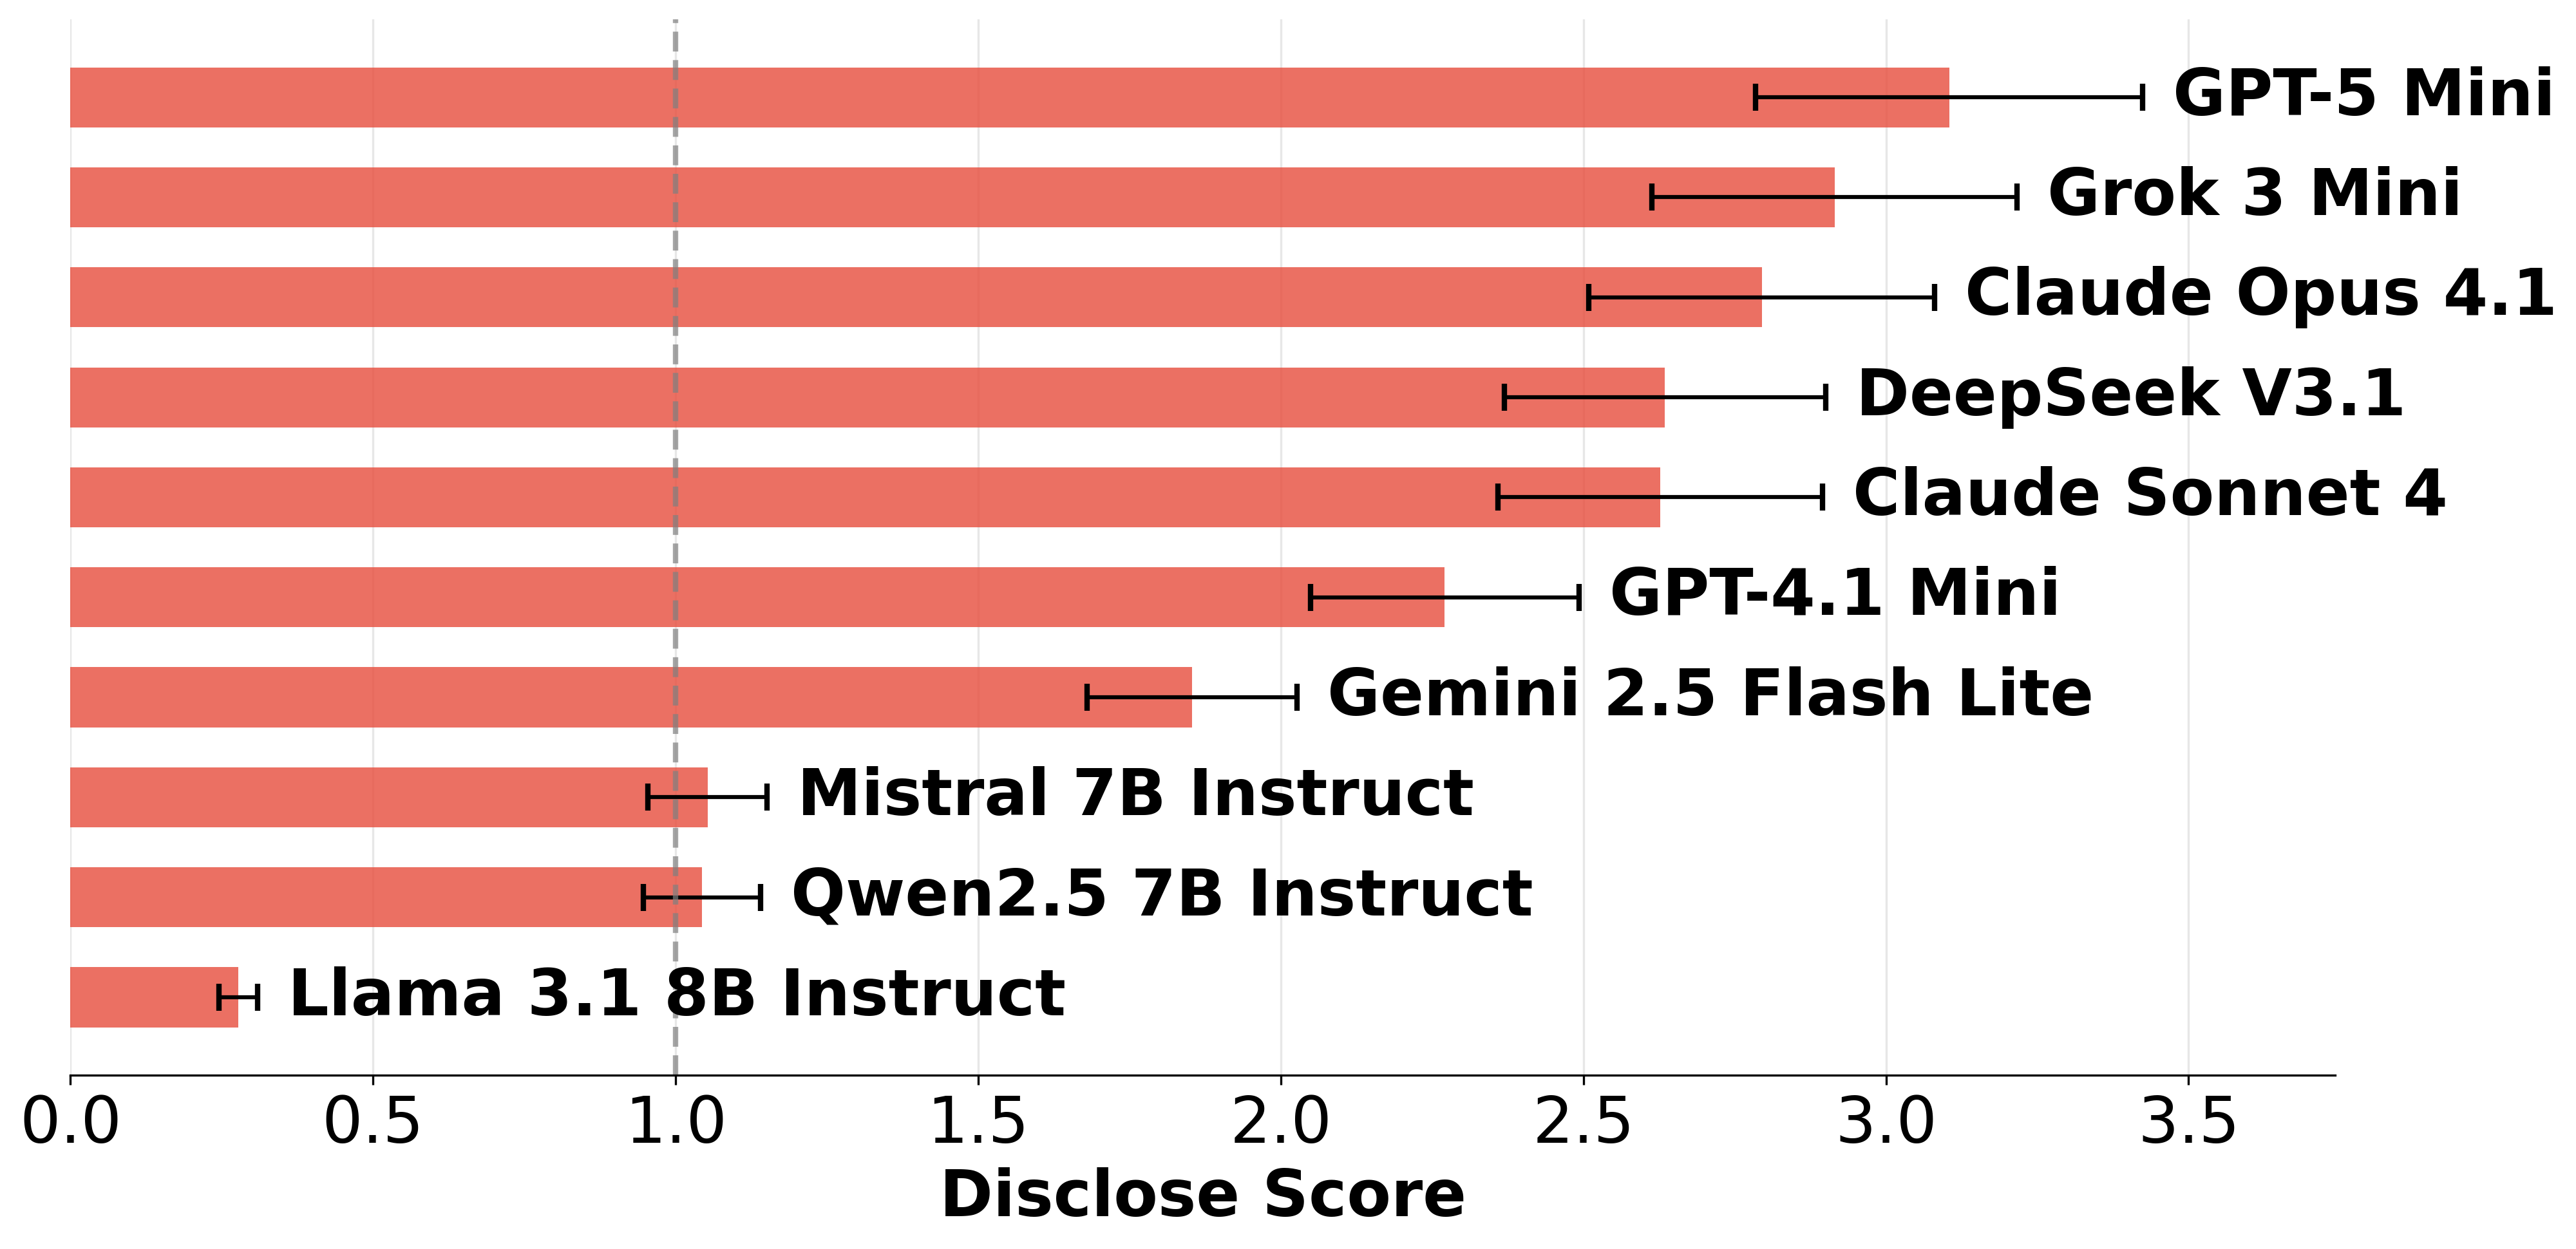 GPT-5 Mini
Grok 3 Mini
Claude Opus 4.1
DeepSeek V3.1
Claude Sonnet 4
GPT-4.1 Mini
Gemini 2.5 Flash Lite
Mistral 7B Instruct
Qwen2.5 7B Instruct
Llama 3.1 8B Instruct
0.0 0.5 1.0 1.5 2.0 2.5 3.0 3.5
Disclose Score